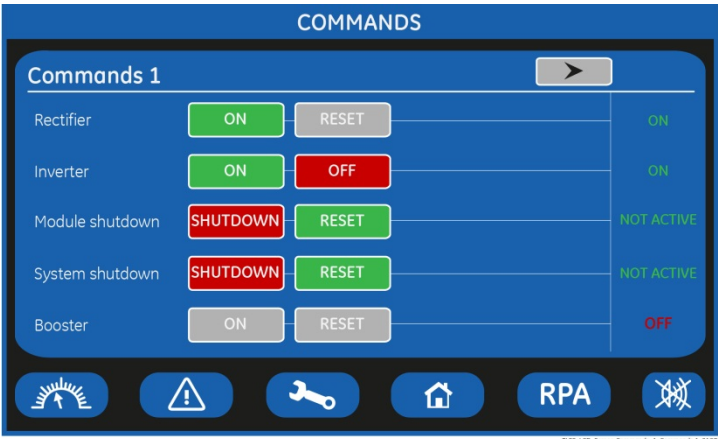 COMMANDS
Commands 1
Rectifier ON RESET ON
Inverter ON OFF ON
Module shutdown SHUTDOWN RESET NOT ACTIVE
System shutdown SHUTDOWN RESET NOT ACTIVE
Booster ON RESET OFF
RPA